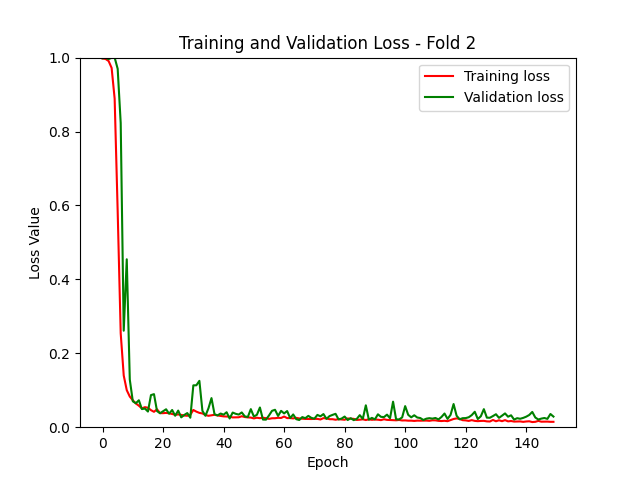 Training and Validation Loss - Fold 2
Training loss
Validation loss
Loss Value
1.0
0.8
0.6
0.4
0.2
0.0
0 20 40 60 80 100 120 140
Epoch